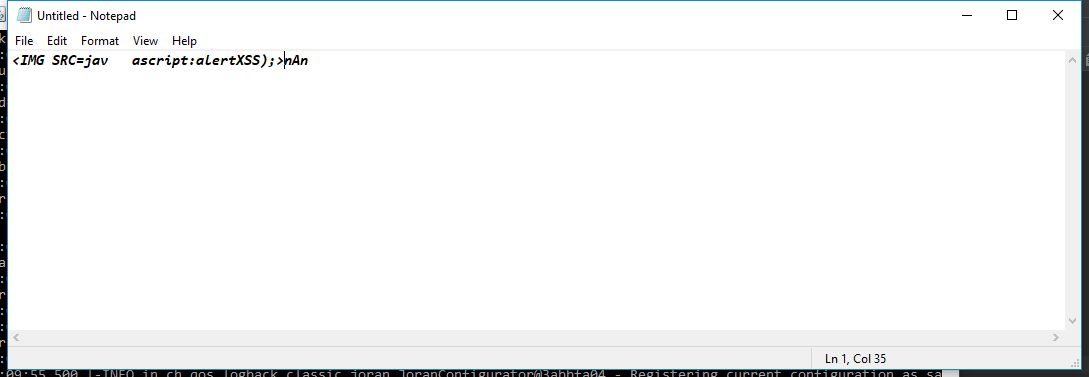 Untitled - Notepad
File Edit Format View Help
<IMG SRC=jav   ascript:alertXSS);>nAn
Ln 1, Col 35
:09:55,500 |-INFO in ch.qos.logback.classic.joran.JoranConfigurator@3abbfa04 - Registering current configuration as sa